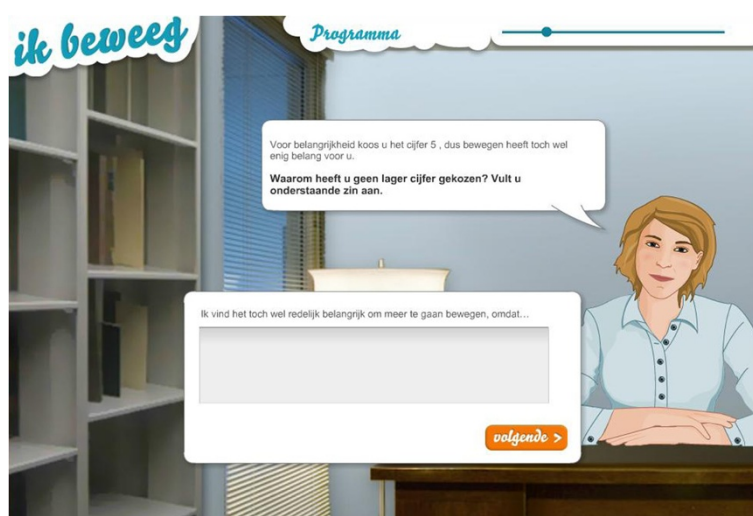 ik beweeg
Programma
Voor belangrijkheid koos u het cijfer 5 , dus bewegen heeft toch wel
enig belang voor u.
Waarom heeft u geen lager cijfer gekozen? Vult u
onderstaande zin aan.
Ik vind het toch wel redelijk belangrijk om meer te gaan bewegen, omdat...
volgende >